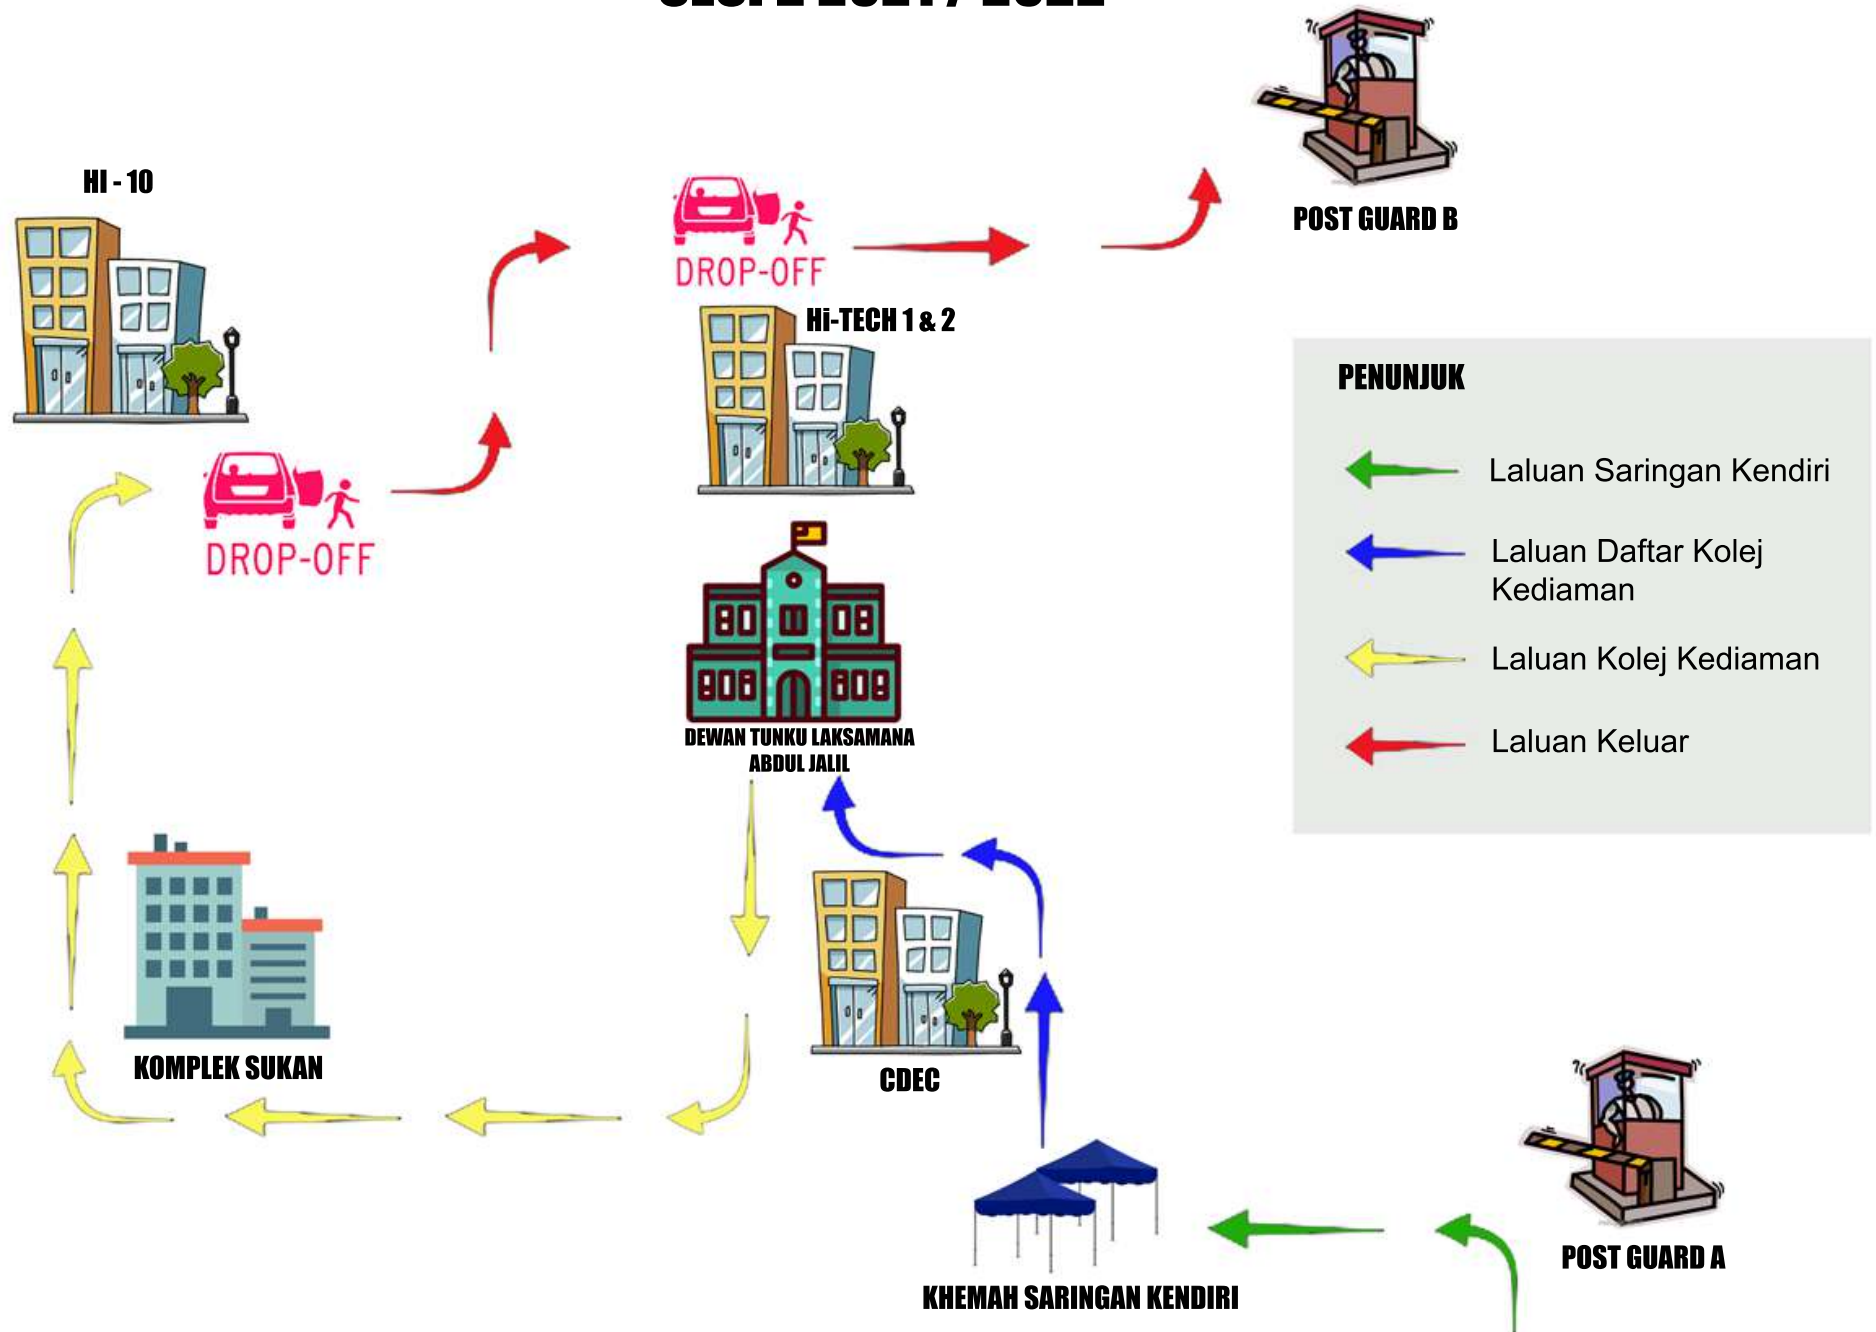 HI - 10
DROP-OFF
POST GUARD B
Hi-TECH 1 & 2
PENUNJUK
Laluan Saringan Kendiri
Laluan Daftar Kolej
Kediaman
Laluan Kolej Kediaman
Laluan Keluar
DROP-OFF
DEWAN TUNKU LAKSAMANA
ABDUL JALIL
KOMPLEK SUKAN
CDEC
POST GUARD A
KHEMAH SARINGAN KENDIRI